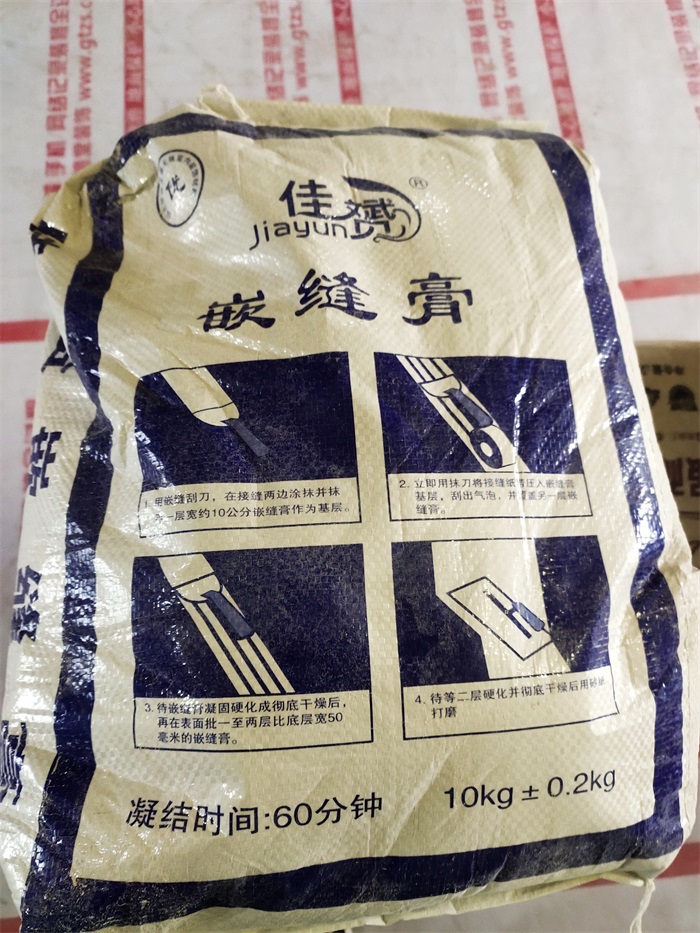 优
佳赟®
jiayun
嵌缝膏
1. 用嵌缝刮刀，在接缝两边涂抹并抹
一层宽约10公分嵌缝膏作为基层。
2. 立即用抹刀将接缝纸带压入嵌缝膏
基层，刮出气泡，并覆盖另一层嵌
缝膏。
3. 待嵌缝膏凝固硬化成彻底干燥后，
再在表面批一至两层比底层宽50
毫米的嵌缝膏。
4. 待等二层硬化并彻底干燥后用砂纸
打磨
凝结时间:60分钟
10kg±0.2kg
www.gtzs